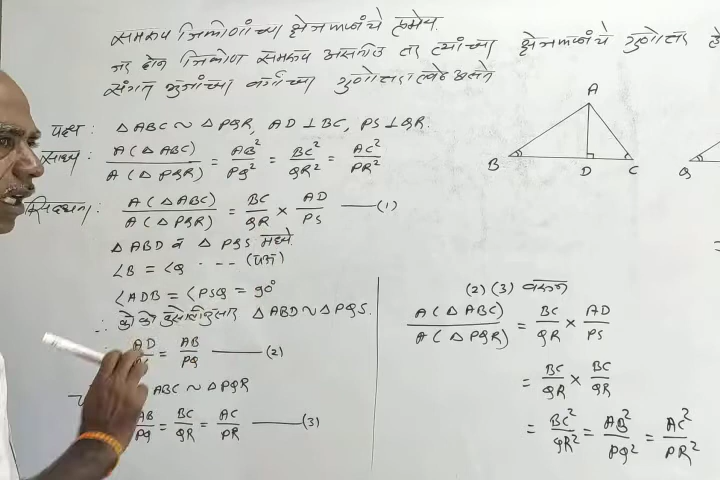 समरूप त्रिकोणांच्या क्षेत्रफळांचे प्रमेय.
जर दोन त्रिकोण समरूप असतील तर त्यांच्या क्षेत्रफळांचे गुणोत्तर हे
संगत भुजांच्या वर्गांच्या गुणोत्तराएवढे असते
पक्ष : △ABC ~ △PQR, AD ⊥ BC, PS ⊥ QR.
साध्य : A(△ABC)/A(△PQR) = AB²/PQ² = BC²/QR² = AC²/PR²
सिद्धता : A(△ABC)/A(△PQR) = BC/QR × AD/PS ——(1)
△ABD व △PQS मध्ये.
∠B = ∠Q --- (पक्ष)
∠ADB = ∠PSQ = 90°
∴ को को कसोटीनुसार △ABD ~ △PQS.
AD = AB/PQ ——(2)
ABC ~ △PQR
AB/PQ = BC/QR = AC/PR ——(3)
(2) (3) वरून
A(△ABC)/A(△PQR) = BC/QR × AD/PS
= BC/QR × BC/QR
= BC²/QR² = AB²/PQ² = AC²/PR²
A
B
D
C
Q
=